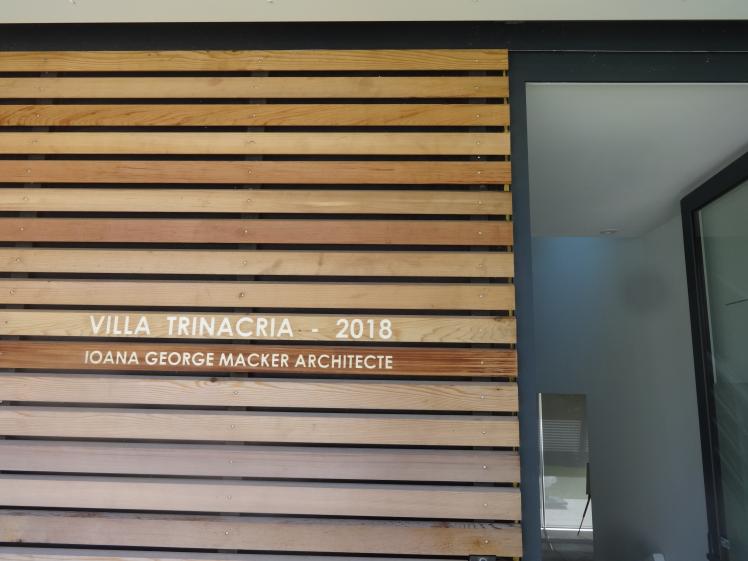 VILLA TRINACRIA - 2018
IOANA GEORGE MACKER ARCHITECTE